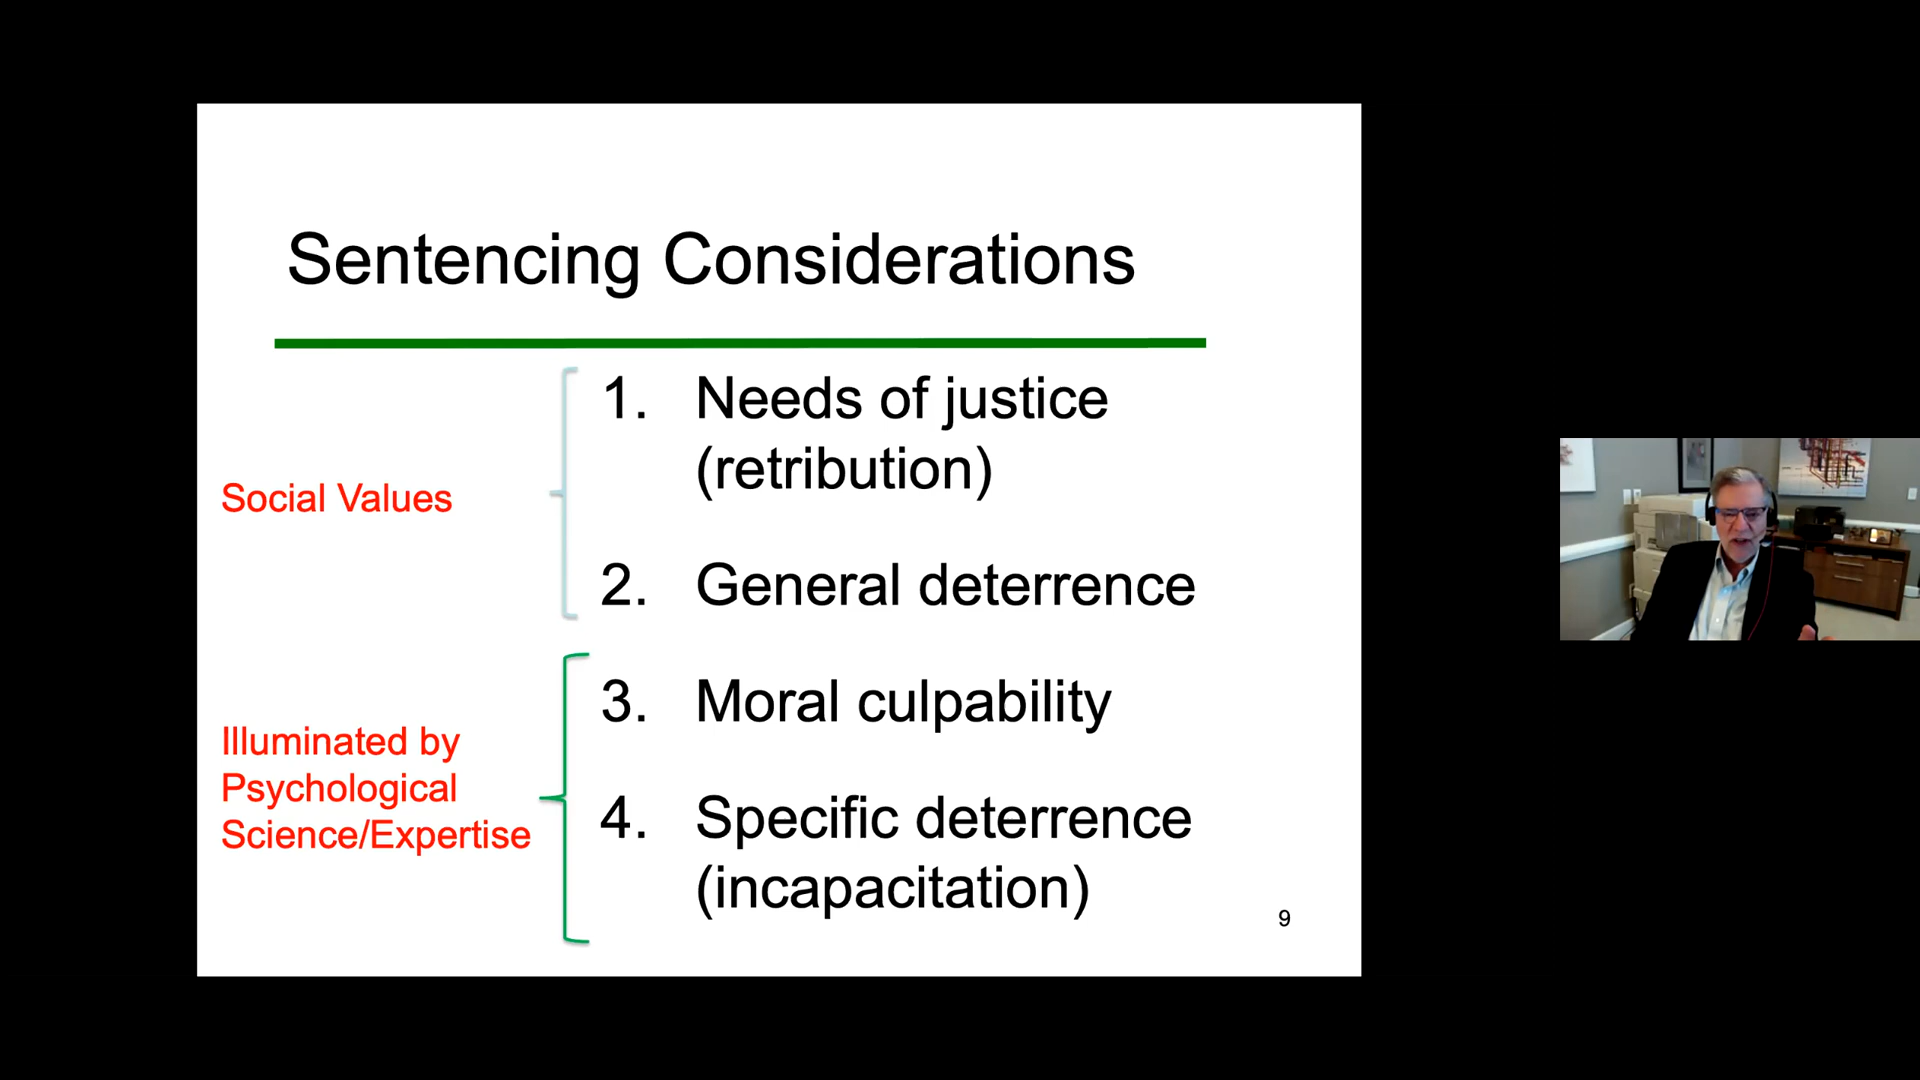 Sentencing Considerations
1. Needs of justice
(retribution)
Social Values
2. General deterrence
3. Moral culpability
Illuminated by
Psychological
Science/Expertise
4. Specific deterrence
(incapacitation)
9